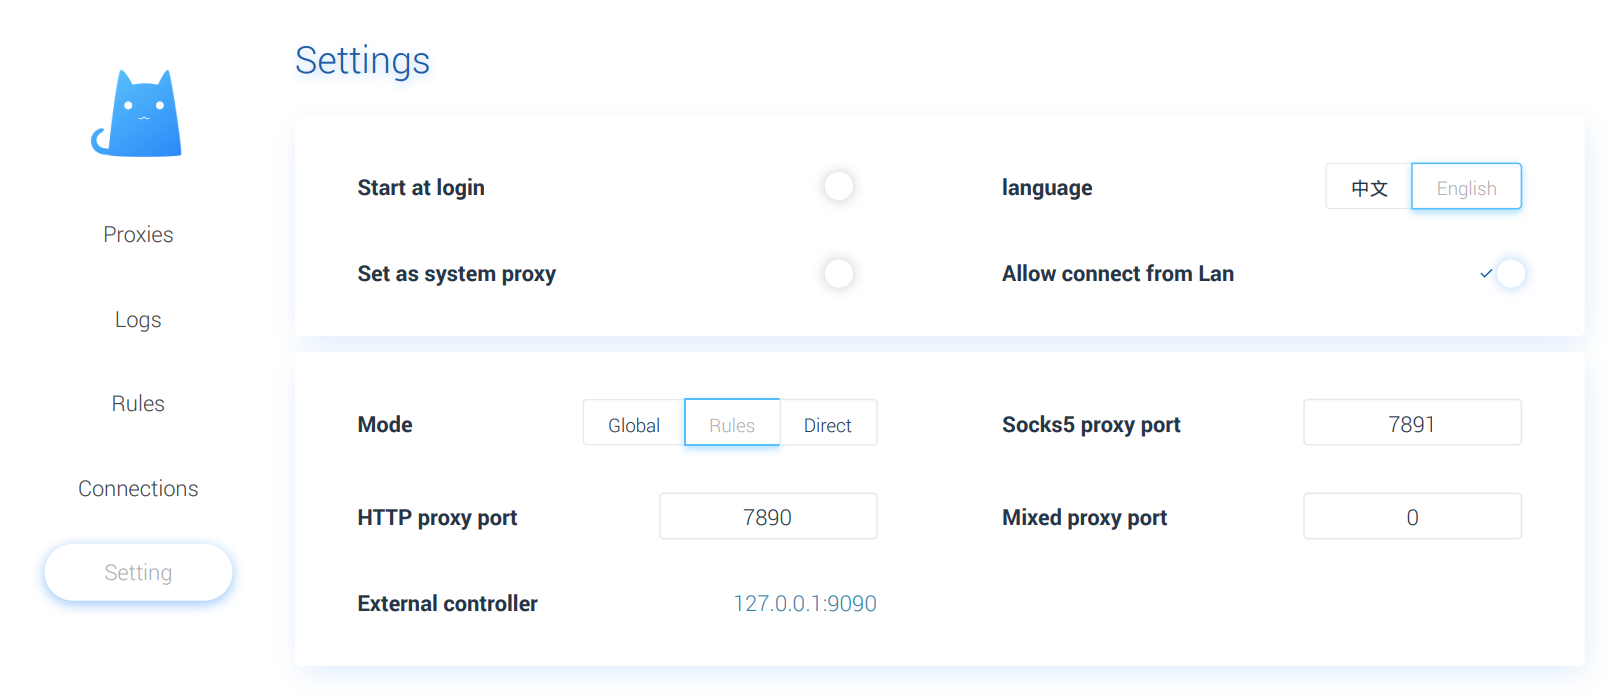 Settings
Proxies
Logs
Rules
Connections
Setting
Start at login
language
中文
English
Set as system proxy
Allow connect from Lan
Mode
Global
Rules
Direct
Socks5 proxy port
7891
HTTP proxy port
7890
Mixed proxy port
0
External controller
127.0.0.1:9090